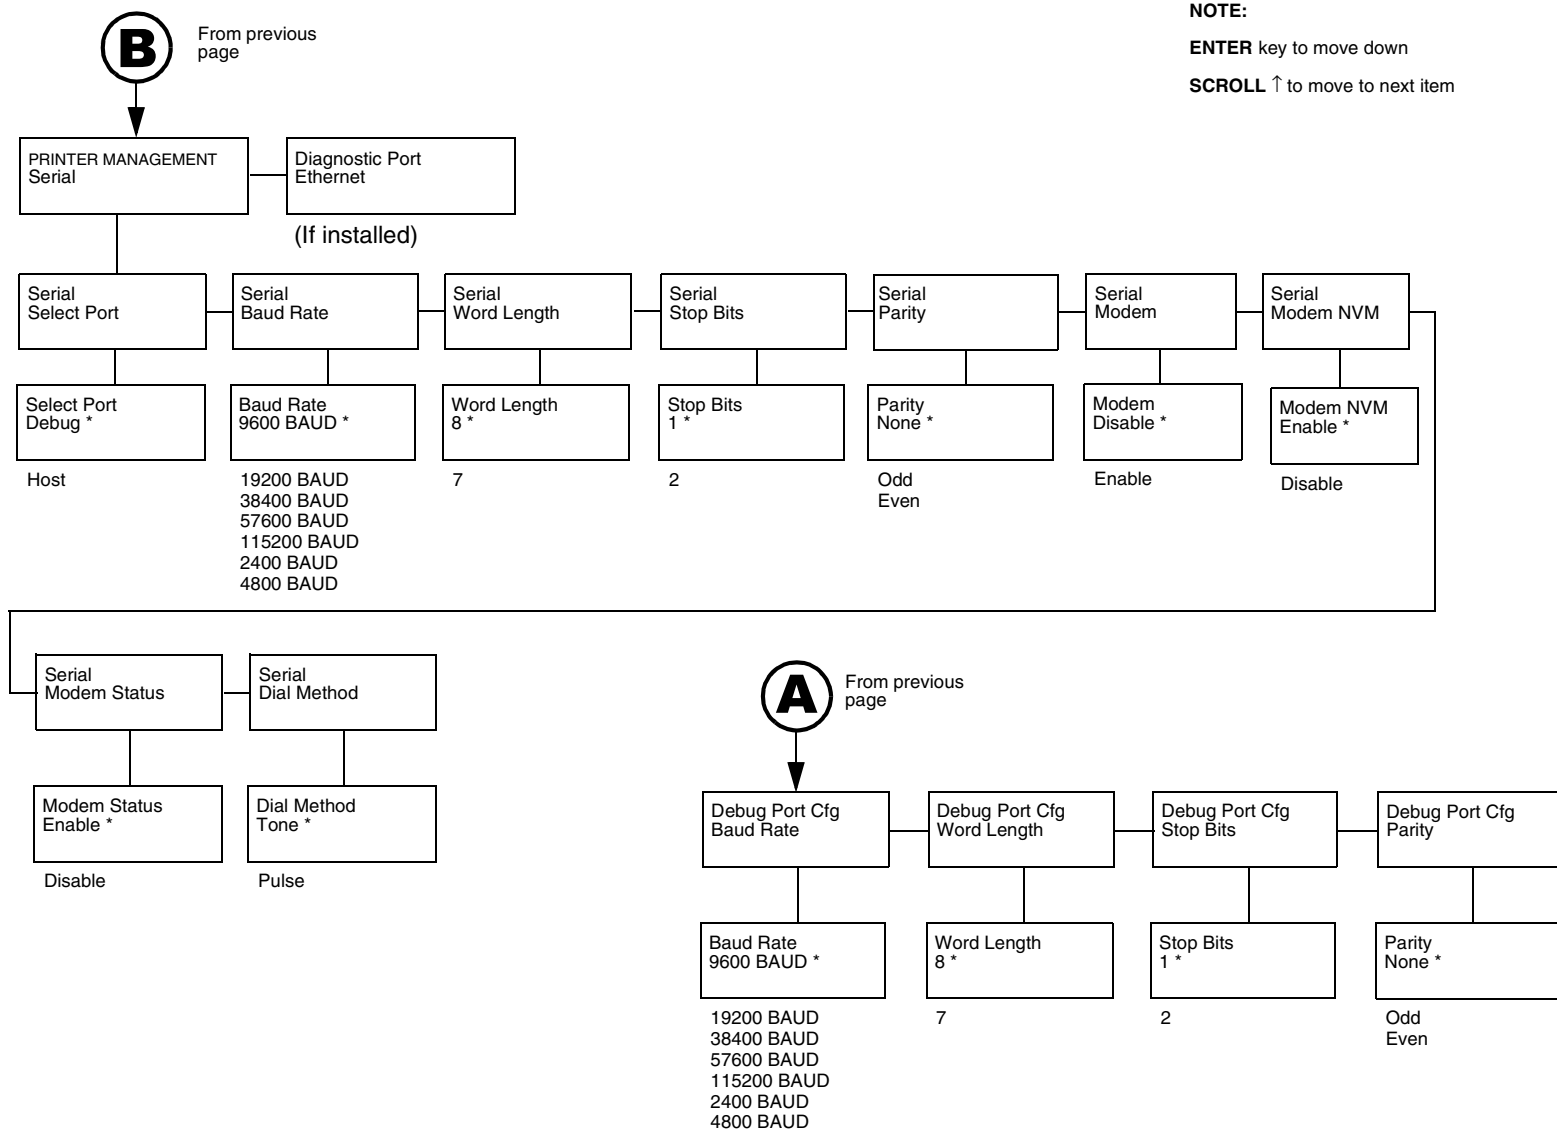 B
From previous
page
NOTE:
ENTER key to move down
SCROLL ↑ to move to next item
PRINTER MANAGEMENT
Serial
Diagnostic Port
Ethernet
(If installed)
Serial
Select Port
Serial
Baud Rate
Serial
Word Length
Serial
Stop Bits
Serial
Parity
Serial
Modem
Serial
Modem NVM
Select Port
Debug *
Host
Baud Rate
9600 BAUD *
19200 BAUD
38400 BAUD
57600 BAUD
115200 BAUD
2400 BAUD
4800 BAUD
Word Length
8 *
7
Stop Bits
1 *
2
Parity
None *
Odd
Even
Modem
Disable *
Enable
Modem NVM
Enable *
Disable
Serial
Modem Status
Serial
Dial Method
Modem Status
Enable *
Disable
Dial Method
Tone *
Pulse
A
From previous
page
Debug Port Cfg
Baud Rate
Debug Port Cfg
Word Length
Debug Port Cfg
Stop Bits
Debug Port Cfg
Parity
Baud Rate
9600 BAUD *
19200 BAUD
38400 BAUD
57600 BAUD
115200 BAUD
2400 BAUD
4800 BAUD
Word Length
8 *
7
Stop Bits
1 *
2
Parity
None *
Odd
Even